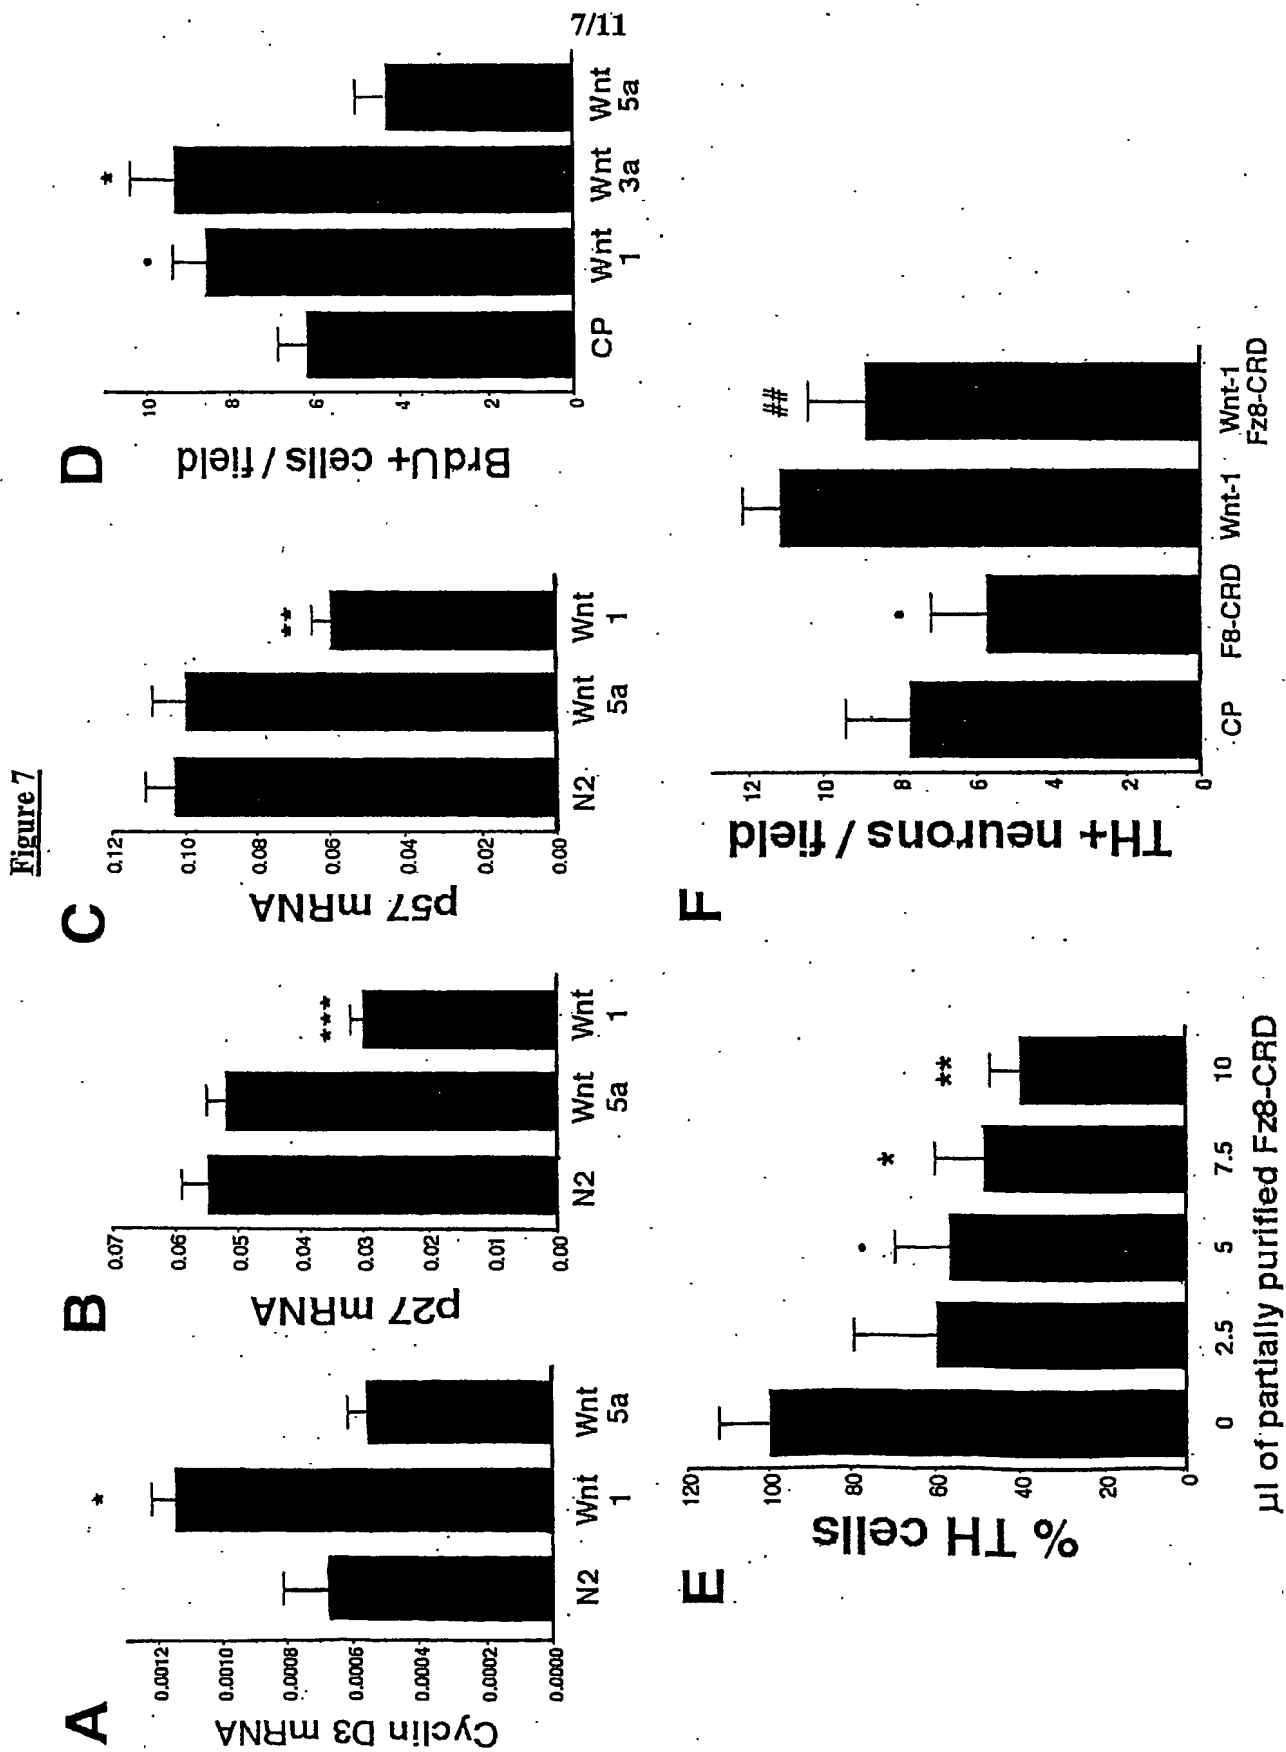 7/11
Figure 7
A
Cyclin D3 mRNA
0.0012
0.0010
0.0008
0.0006
0.0004
0.0002
0.0000
N2
Wnt 1
Wnt 5a
*
B
p27 mRNA
0.07
0.06
0.05
0.04
0.03
0.02
0.01
0.00
N2
Wnt 5a
Wnt 1
***
C
p57 mRNA
0.12
0.10
0.08
0.06
0.04
0.02
0.00
N2
Wnt 5a
Wnt 1
**
D
BrdU+ cells / field
10
8
6
4
2
0
CP
Wnt 1
Wnt 3a
Wnt 5a
*
E
% TH cells
120
100
80
60
40
20
0
0
2.5
5
7.5
10
*
**
µl of partially purified Fz8-CRD
F
TH+ neurons / field
12
10
8
6
4
2
0
CP
F8-CRD
Wnt-1
Wnt-1
Fz8-CRD
##